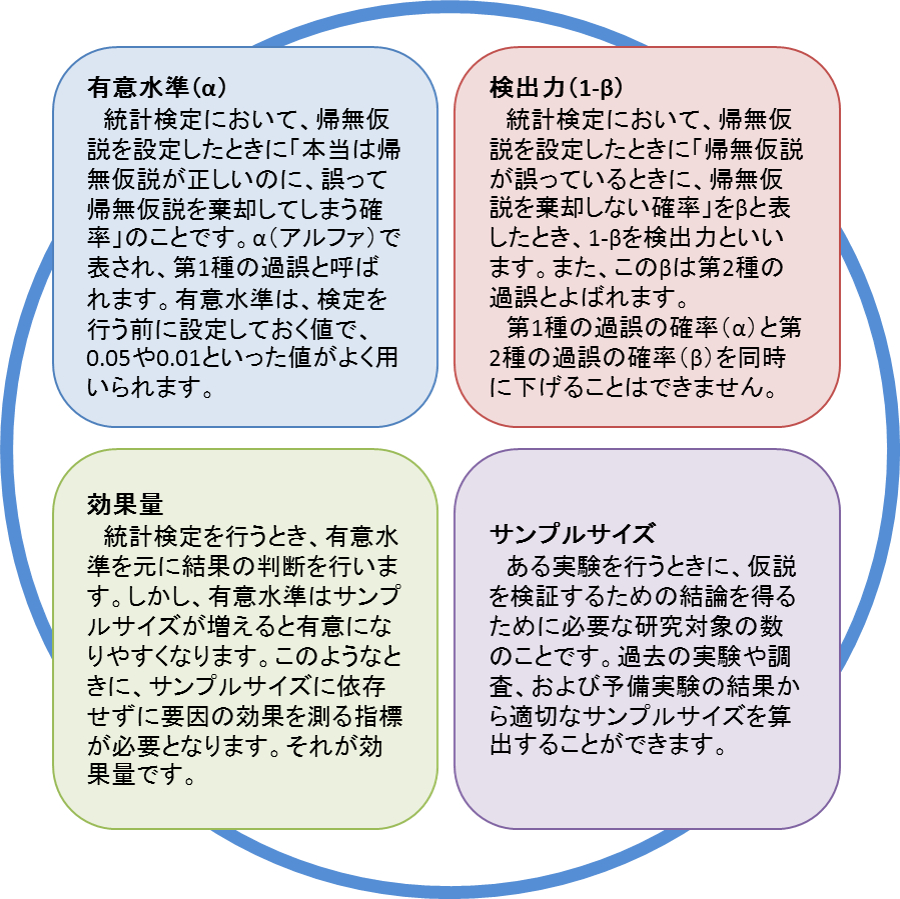 有意水準(α)
統計検定において、帰無仮
説を設定したときに「本当は帰
無仮説が正しいのに、誤って
帰無仮説を棄却してしまう確
率」のことです。α(アルファ)で
表され、第1種の過誤と呼ば
れます。有意水準は、検定を
行う前に設定しておく値で、
0.05や0.01といった値がよく用
いられます。
検出力(1-β)
統計検定において、帰無仮
説を設定したときに「帰無仮説
が誤っているときに、帰無仮
説を棄却しない確率」をβと表
したとき、1-βを検出力といい
ます。また、このβは第2種の
過誤とよばれます。
第1種の過誤の確率(α)と第
2種の過誤の確率(β)を同時
に下げることはできません。
効果量
統計検定を行うとき、有意水
準を元に結果の判断を行いま
す。しかし、有意水準はサンプ
ルサイズが増えると有意にな
りやすくなります。このようなと
きに、サンプルサイズに依存
せずに要因の効果を測る指標
が必要となります。それが効
果量です。
サンプルサイズ
ある実験を行うときに、仮説
を検証するための結論を得る
ために必要な研究対象の数
のことです。過去の実験や調
査、および予備実験の結果か
ら適切なサンプルサイズを算
出することができます。